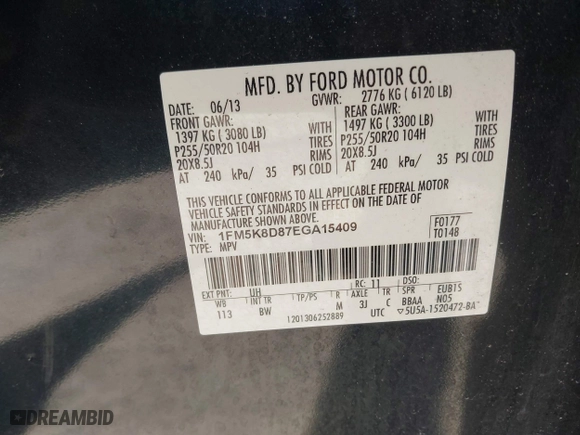 MFD. BY FORD MOTOR CO.
DATE: 06/13 GVWR: 2776 KG ( 6120 LB)
FRONT GAWR: REAR GAWR:
1397 KG ( 3080 LB) WITH 1497 KG ( 3300 LB) WITH
P255/50R20 104H TIRES P255/50R20 104H TIRES
20X8.5J RIMS 20X8.5J RIMS
AT 240 kPa/ 35 PSI COLD AT 240 kPa/ 35 PSI COLD
THIS VEHICLE CONFORMS TO ALL APPLICABLE FEDERAL MOTOR
VEHICLE SAFETY AND THEFT PREVENTION STANDARDS IN EFFECT ON THE DATE OF
MANUFACTURE SHOWN ABOVE.
VIN: 1FM5K8D87EGA15409 F0177
TYPE: MPV T0148
EXT PNT: UH RC: 11 DSO:
WB INT TR TP/PS R AXLE TR SPR EUB1S
113 BW M 3J C BBAA N05
1201306252889 UTC ▽5U5A-1520472-BA
DREAMBID